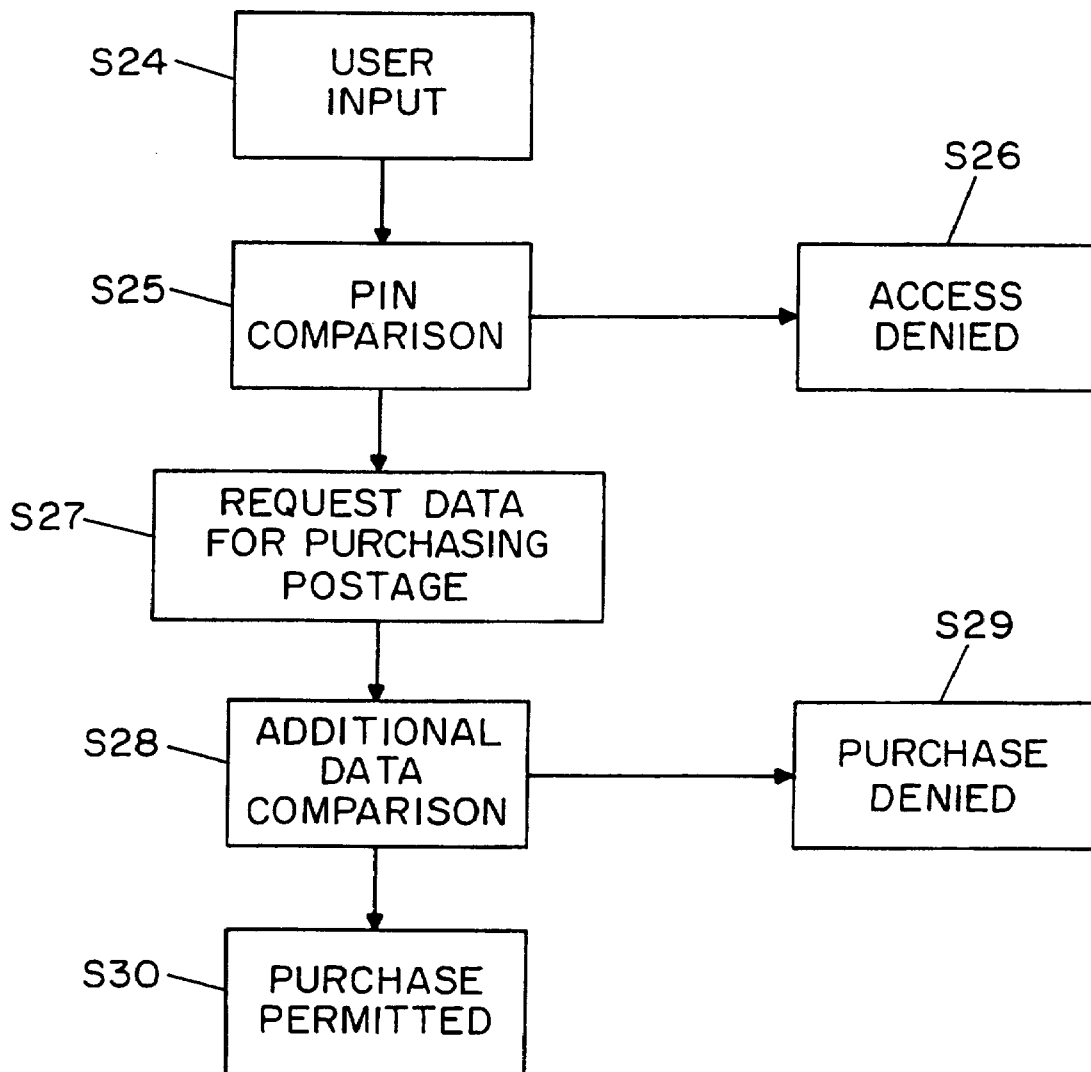 S24
USER
INPUT
S26
S25
PIN
COMPARISON
ACCESS
DENIED
S27
REQUEST DATA
FOR PURCHASING
POSTAGE
S29
S28
ADDITIONAL
DATA
COMPARISON
PURCHASE
DENIED
S30
PURCHASE
PERMITTED